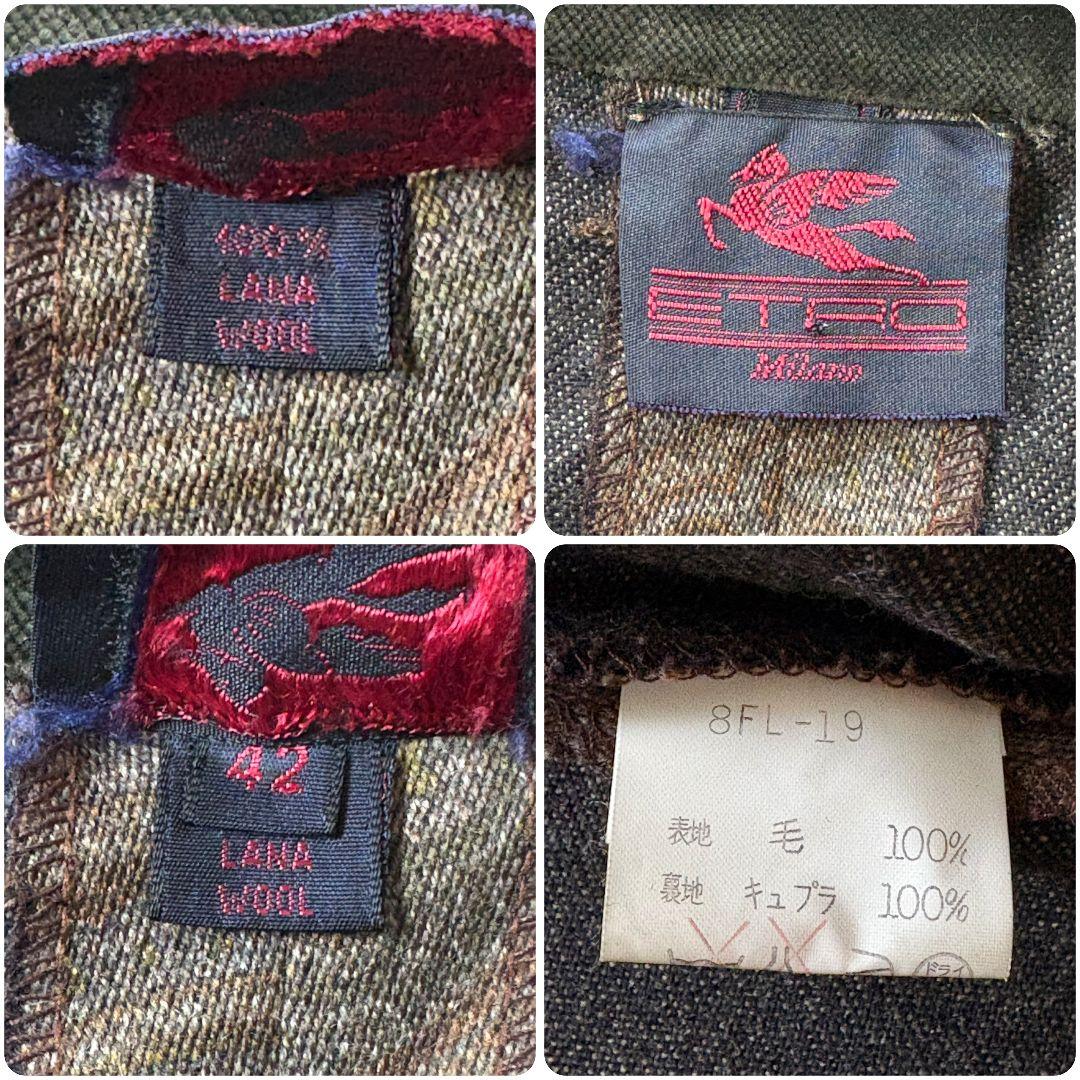 100%
LANA
WOOL
ETRO
Milano
42
LANA
WOOL
8FL-19
表地 毛 100%
裏地 キュプラ 100%
ドライ